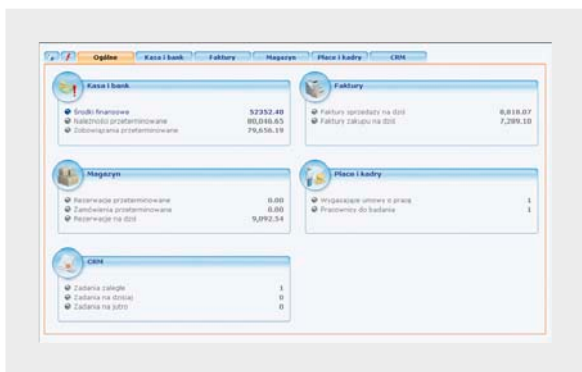 Ogólne Kasa i bank Faktury Magazyn Płace i kadry CRM
Kasa i bank
Środki finansowe 52352.40
Należności przeterminowane 80,046.65
Zobowiązania przeterminowane 79,656.19
Faktury
Faktury sprzedaży na dziś 8,818.07
Faktury zakupu na dziś 7,289.10
Magazyn
Rezerwacje przeterminowane 0.00
Zamówienia przeterminowane 0.00
Rezerwacje na dziś 9,092.54
Płace i kadry
Wygasające umowy o pracę 1
Pracownicy do badania 1
CRM
Zadania zaległe 1
Zadania na dzisiaj 0
Zadania na jutro 0